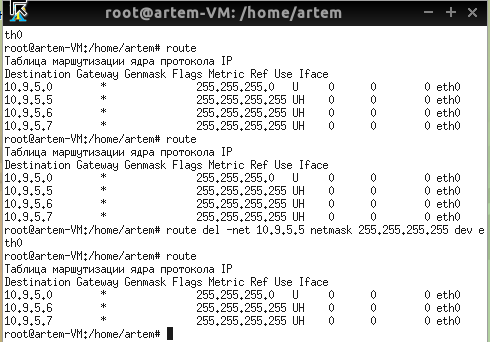 root@artem-VM: /home/artem
th0
root@artem-VM:/home/artem# route
Таблица маршутизации ядра протокола IP
Destination Gateway Genmask Flags Metric Ref Use Iface
10.9.5.0 * 255.255.255.0 U 0 0 0 eth0
10.9.5.5 * 255.255.255.255 UH 0 0 0 eth0
10.9.5.6 * 255.255.255.255 UH 0 0 0 eth0
10.9.5.7 * 255.255.255.255 UH 0 0 0 eth0
root@artem-VM:/home/artem# route
Таблица маршутизации ядра протокола IP
Destination Gateway Genmask Flags Metric Ref Use Iface
10.9.5.0 * 255.255.255.0 U 0 0 0 eth0
10.9.5.5 * 255.255.255.255 UH 0 0 0 eth0
10.9.5.6 * 255.255.255.255 UH 0 0 0 eth0
10.9.5.7 * 255.255.255.255 UH 0 0 0 eth0
root@artem-VM:/home/artem# route del -net 10.9.5.5 netmask 255.255.255.255 dev e
th0
root@artem-VM:/home/artem# route
Таблица маршутизации ядра протокола IP
Destination Gateway Genmask Flags Metric Ref Use Iface
10.9.5.0 * 255.255.255.0 U 0 0 0 eth0
10.9.5.6 * 255.255.255.255 UH 0 0 0 eth0
10.9.5.7 * 255.255.255.255 UH 0 0 0 eth0
root@artem-VM:/home/artem#